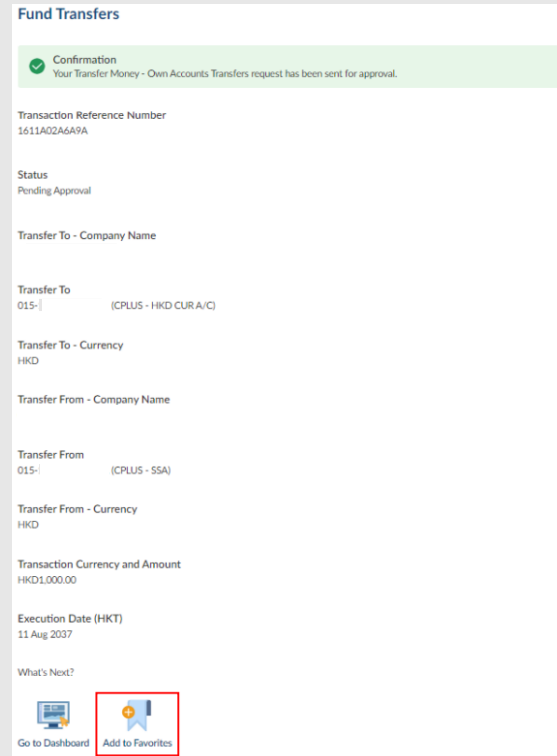 Fund Transfers
Confirmation
Your Transfer Money - Own Accounts Transfers request has been sent for approval.
Transaction Reference Number
1611A02A6A9A
Status
Pending Approval
Transfer To - Company Name
Transfer To
015- (CPLUS - HKD CUR A/C)
Transfer To - Currency
HKD
Transfer From - Company Name
Transfer From
015- (CPLUS - SSA)
Transfer From - Currency
HKD
Transaction Currency and Amount
HKD1,000.00
Execution Date (HKT)
11 Aug 2037
What's Next?
Go to Dashboard Add to Favorites